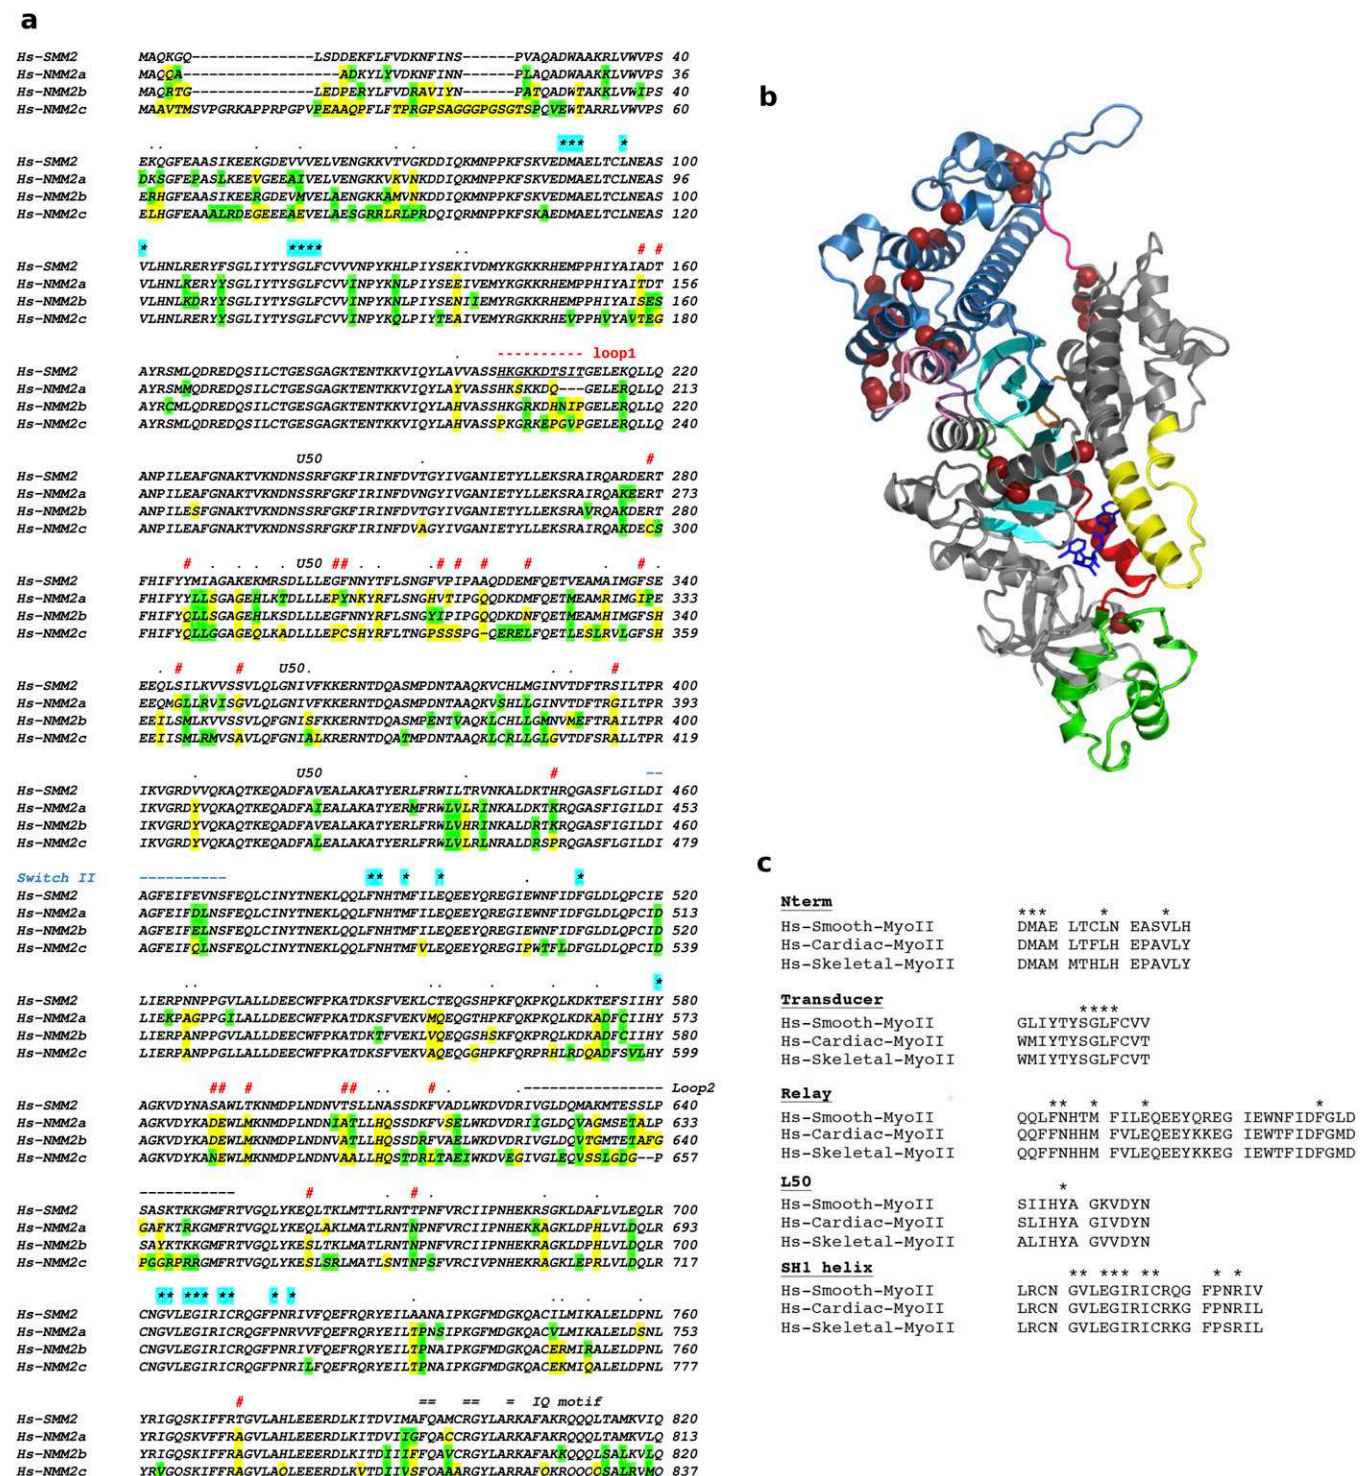 a
Hs-SMM2 MAQKGQ--------------LSDDEKFLFVDKNFINS------PVAQADWAAKRLVWVPS 40
Hs-NMM2a MAQQA------------------ADKYLYVDKNFINN------PLAQADWAAKKLVWVPS 36
Hs-NMM2b MAQRTG--------------LEDPERYLFVDRAVIYN------PATQADWTAKKLVWIPS 40
Hs-NMM2c MAAVTMSVPGRKAPPRPGPVPEAAQPFLFTPRGPSAGGGPGSGTSPQVEWTARRLVWVPS 60
.. . . . *** *
Hs-SMM2 EKQGFEAASIKEEKGDEVVVELVENGKKVTVGKDDIQKMNPPKFSKVEDMAELTCLNEAS 100
Hs-NMM2a DKSGFEPASLKEEVGEEAIVELVENGKKVKVNKDDIQKMNPPKFSKVEDMAELTCLNEAS 96
Hs-NMM2b ERHGFEAASIKEERGDEVMVELAENGKKAMVNKDDIQKMNPPKFSKVEDMAELTCLNEAS 100
Hs-NMM2c ELHGFEAAALRDEGEEEAEVELAESGRRLRLPRDQIQRMNPPKFSKAEDMAELTCLNEAS 120
* **** .. # #
Hs-SMM2 VLHNLRERYFSGLIYTYSGLFCVVVNPYKHLPIYSEKIVDMYKGKKRHEMPPHIYAIADT 160
Hs-NMM2a VLHNLKERYYSGLIYTYSGLFCVVINPYKNLPIYSEEIVEMYKGKKRHEMPPHIYAITDT 156
Hs-NMM2b VLHNLKDRYYSGLIYTYSGLFCVVINPYKNLPIYSENIIEMYRGKKRHEMPPHIYAISES 160
Hs-NMM2c VLHNLRERYYSGLIYTYSGLFCVVINPYKQLPIYTEAIVEMYRGKKRHEVPPHVYAVTEG 180
. ---------- loop1
Hs-SMM2 AYRSMLQDREDQSILCTGESGAGKTENTKKVIQYLAVVASSHKGKKDTSITGELEKQLLQ 220
Hs-NMM2a AYRSMMQDREDQSILCTGESGAGKTENTKKVIQYLAYVASSHKSKKDQ---GELERQLLQ 213
Hs-NMM2b AYRCMLQDREDQSILCTGESGAGKTENTKKVIQYLAHVASSHKGRKDHNIPGELERQLLQ 220
Hs-NMM2c AYRSMLQDREDQSILCTGESGAGKTENTKKVIQYLAHVASSPKGRKEPGVPGELERQLLQ 240
U50 . #
Hs-SMM2 ANPILEAFGNAKTVKNDNSSRFGKFIRINFDVTGYIVGANIETYLLEKSRAIRQARDERT 280
Hs-NMM2a ANPILEAFGNAKTVKNDNSSRFGKFIRINFDVNGYIVGANIETYLLEKSRAIRQAKEERT 273
Hs-NMM2b ANPILESFGNAKTVKNDNSSRFGKFIRINFDVTGYIVGANIETYLLEKSRAVRQAKDERT 280
Hs-NMM2c ANPILEAFGNAKTVKNDNSSRFGKFIRINFDVAGYIVGANIETYLLEKSRAIRQAKDECS 300
# . . . . U50 ## . . # # # # . #
Hs-SMM2 FHIFYYMIAGAKEKMRSDLLLEGFNNYTFLSNGFVPIPAAQDDEMFQETVEAMAIMGFSE 340
Hs-NMM2a FHIFYYLLSGAGEHLKTDLLLEPYNKYRFLSNGHVTIPGQQDKDMFQETMEAMRIMGIPE 333
Hs-NMM2b FHIFYQLLSGAGEHLKSDLLLEGFNNYRFLSNGYIPIPGQQDKDNFQETMEAMHIMGFSH 340
Hs-NMM2c FHIFYQLLGGAGEQLKADLLLEPCSHYRFLTNGPSSSPG-QERELFQETLESLRVLGFSH 359
. # # U50. . . #
Hs-SMM2 EEQLSILKVVSSVLQLGNIVFKKERNTDQASMPDNTAAQKVCHLMGINVTDFTRSILTPR 400
Hs-NMM2a EEQMGLLRVISGVLQLGNIVFKKERNTDQASMPDNTAAQKVSHLLGINVTDFTRGILTPR 393
Hs-NMM2b EEILSMLKVVSSVLQFGNISFKKERNTDQASMPENTVAQKLCHLLGMNVMEFTRAILTPR 400
Hs-NMM2c EEIISMLRMVSAVLQFGNIALKRERNTDQATMPDNTAAQKLCRLLGLGVTDFSRALLTPR 419
. U50 . # --
Hs-SMM2 IKVGRDVVQKAQTKEQADFAVEALAKATYERLFRWILTRVNKALDKTHRQGASFLGILDI 460
Hs-NMM2a IKVGRDYVQKAQTKEQADFAIEALAKATYERMFRWLVLRINKALDKTKRQGASFIGILDI 453
Hs-NMM2b IKVGRDYVQKAQTKEQADFAVEALAKATYERLFRWLVHRINKALDRTKRQGASFIGILDI 460
Hs-NMM2c IKVGRDYVQKAQTKEQADFALEALAKATYERLFRWLVLRLNRALDRSPRQGASFLGILDI 479
Switch II ---------- ** * * . *
Hs-SMM2 AGFEIFEVNSFEQLCINYTNEKLQQLFNHTMFILEQEEYQREGIEWNFIDFGLDLQPCIE 520
Hs-NMM2a AGFEIFDLNSFEQLCINYTNEKLQQLFNHTMFILEQEEYQREGIEWNFIDFGLDLQPCID 513
Hs-NMM2b AGFEIFELNSFEQLCINYTNEKLQQLFNHTMFILEQEEYQREGIEWNFIDFGLDLQPCID 520
Hs-NMM2c AGFEIFQLNSFEQLCINYTNEKLQQLFNHTMFVLEQEEYQREGIPWTFLDFGLDLQPCID 539
.. .. . . . *
Hs-SMM2 LIERPNNPPGVLALLDEECWFPKATDKSFVEKLCTEQGSHPKFQKPKQLKDKTEFSIIHY 580
Hs-NMM2a LIEKPAGPPGILALLDEECWFPKATDKSFVEKVMQEQGTHPKFQKPKQLKDKADFCIIHY 573
Hs-NMM2b LIERPANPPGVLALLDEECWFPKATDKTFVEKLVQEQGSHSKFQKPRQLKDKADFCIIHY 580
Hs-NMM2c LIERPANPPGLLALLDEECWFPKATDKSFVEKVAQEQGGHPKFQRPRHLRDQADFSVLHY 599
## # ## .. # . --------------- Loop2
Hs-SMM2 AGKVDYNASAWLTKNMDPLNDNVTSLLNASSDKFVADLWKDVDRIVGLDQMAKMTESSLP 640
Hs-NMM2a AGKVDYKADEWLMKNMDPLNDNIATLLHQSSDKFVSELWKDVDRIIGLDQVAGMSETALP 633
Hs-NMM2b AGKVDYKADEWLMKNMDPLNDNVATLLHQSSDRFVAELWKDVDRIVGLDQVTGMTETAFG 640
Hs-NMM2c AGKVDYKANEWLMKNMDPLNDNVAALLHQSTDRLTAEIWKDVEGIVGLEQVSSLGDG--P 657
---------- . # . # . . .
Hs-SMM2 SASKTKKGMFRTVGQLYKEQLTKLMTTLRNTTPNFVRCIIPNHEKRSGKLDAFLVLEQLR 700
Hs-NMM2a GAFKTRKGMFRTVGQLYKEQLAKLMATLRNTNPNFVRCIIPNHEKKAGKLDPHLVLDQLR 693
Hs-NMM2b SAYKTKKGMFRTVGQLYKESLTKLMATLRNTNPNFVRCIIPNHEKRAGKLDPHLVLDQLR 700
Hs-NMM2c PGGRPRRGMFRTVGQLYKESLSRLMATLSNTNPSFVRCIVPNHEKRAGKLEPRLVLDQLR 717
** *** ** * * . . . .
Hs-SMM2 CNGVLEGIRICRQGFPNRIVFQEFRQRYEILAANAIPKGFMDGKQACILMIKALELDPNL 760
Hs-NMM2a CNGVLEGIRICRQGFPNRVVFQEFRQRYEILTPNSIPKGFMDGKQACVLMIKALELDSNL 753
Hs-NMM2b CNGVLEGIRICRQGFPNRIVFQEFRQRYEILTPNAIPKGFMDGKQACERMIRALELDPNL 760
Hs-NMM2c CNGVLEGIRICRQGFPNRILFQEFRQRYEILTPNAIPKGFMDGKQACEKMIQALELDPNL 777
# == == = IQ motif
Hs-SMM2 YRIGQSKIFFRTGVLAHLEEERDLKITDVIMAFQAMCRGYLARKAFAKRQQQLTAMKVIQ 820
Hs-NMM2a YRIGQSKVFFRAGVLAHLEEERDLKITDVIIGFQACCRGYLARKAFAKRQQQLTAMKVLQ 813
Hs-NMM2b YRIGQSKIFFRAGVLAHLEEERDLKITDIIIFFQAVCRGYLARKAFAKKQQQLSALKVLQ 820
Hs-NMM2c YRVGQSKIFFRAGVLAQLEEERDLKVTDIIVSFQAAARGYLARRAFQKRQQQQSALRVMQ 837
b
c
Nterm
*** * *
Hs-Smooth-MyoII DMAE LTCLN EASVLH
Hs-Cardiac-MyoII DMAM LTFLH EPAVLY
Hs-Skeletal-MyoII DMAM MTHLH EPAVLY
Transducer
****
Hs-Smooth-MyoII GLIYTYSGLFCVV
Hs-Cardiac-MyoII WMIYTYSGLFCVT
Hs-Skeletal-MyoII WMIYTYSGLFCVT
Relay
** * * *
Hs-Smooth-MyoII QQLFNHTM FILEQEEYQREG IEWNFIDFGLD
Hs-Cardiac-MyoII QQFFNHHM FVLEQEEYKKEG IEWTFIDFGMD
Hs-Skeletal-MyoII QQFFNHHM FVLEQEEYKKEG IEWTFIDFGMD
L50
*
Hs-Smooth-MyoII SIIHYA GKVDYN
Hs-Cardiac-MyoII SLIHYA GIVDYN
Hs-Skeletal-MyoII ALIHYA GVVDYN
SH1 helix
** *** ** * *
Hs-Smooth-MyoII LRCN GVLEGIRICRQG FPNRIV
Hs-Cardiac-MyoII LRCN GVLEGIRICRKG FPNRIL
Hs-Skeletal-MyoII LRCN GVLEGIRICRKG FPSRIL